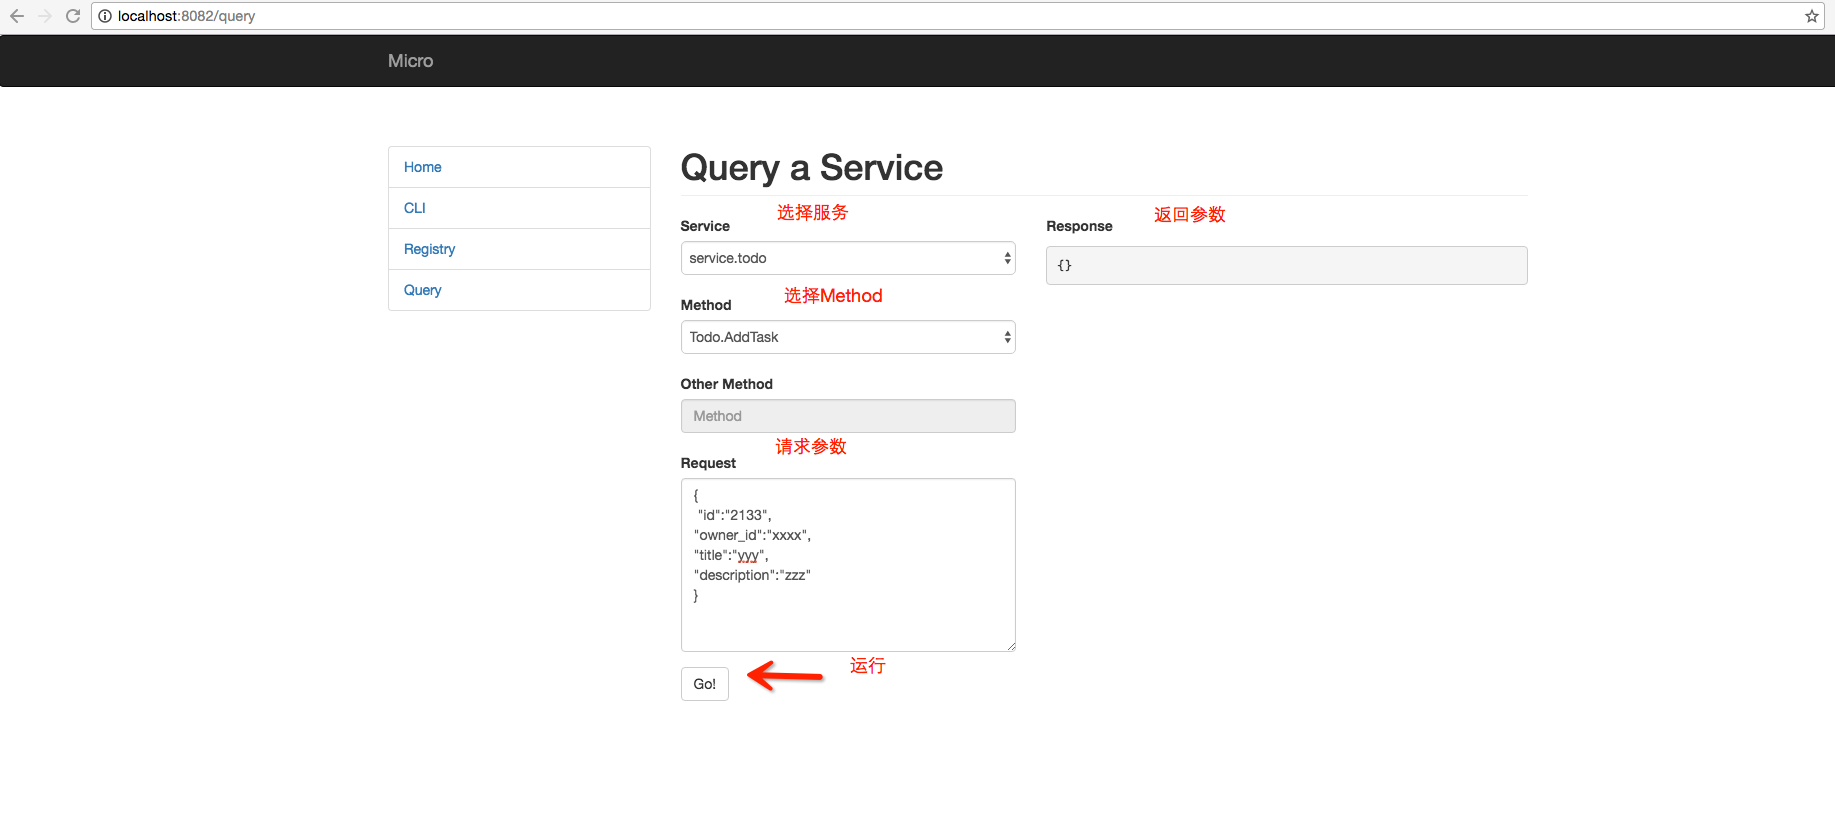 localhost:8082/query
Micro
Home
CLI
Registry
Query
Query a Service
选择服务
Service
service.todo
选择Method
Method
Todo.AddTask
Other Method
Method
请求参数
Request
{
"id":"2133",
"owner_id":"xxxx",
"title":"yyy",
"description":"zzz"
}
运行
Go!
返回参数
Response
{}